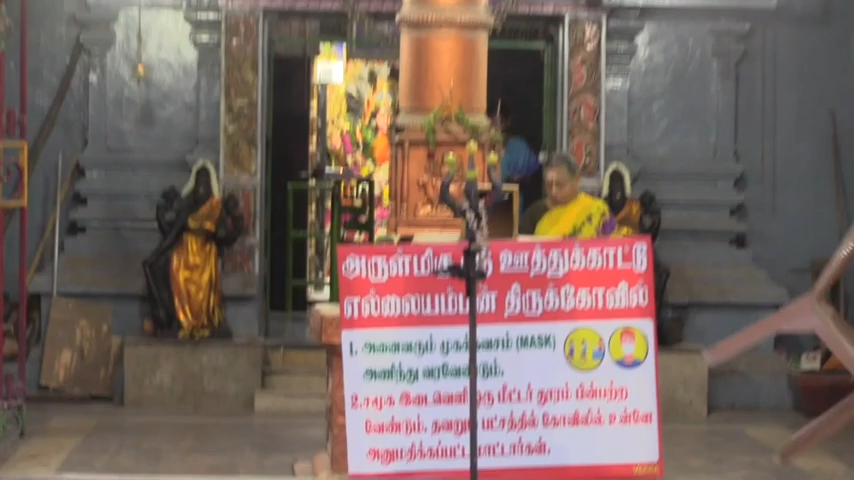 அருள்மிகு ஊத்துக்காட்டு
எல்லையம்மன் திருக்கோவில்
1. அனைவரும் முகக்கவசம் (MASK)
அணிந்து வரவேண்டும்.
2. சமூக இடைவெளி ஒரு மீட்டர் தூரம் பின்பற்ற
வேண்டும். தவறும் பட்சத்தில் கோவிலில் உள்ளே
அனுமதிக்கப்பட்டமாட்டார்கள்.